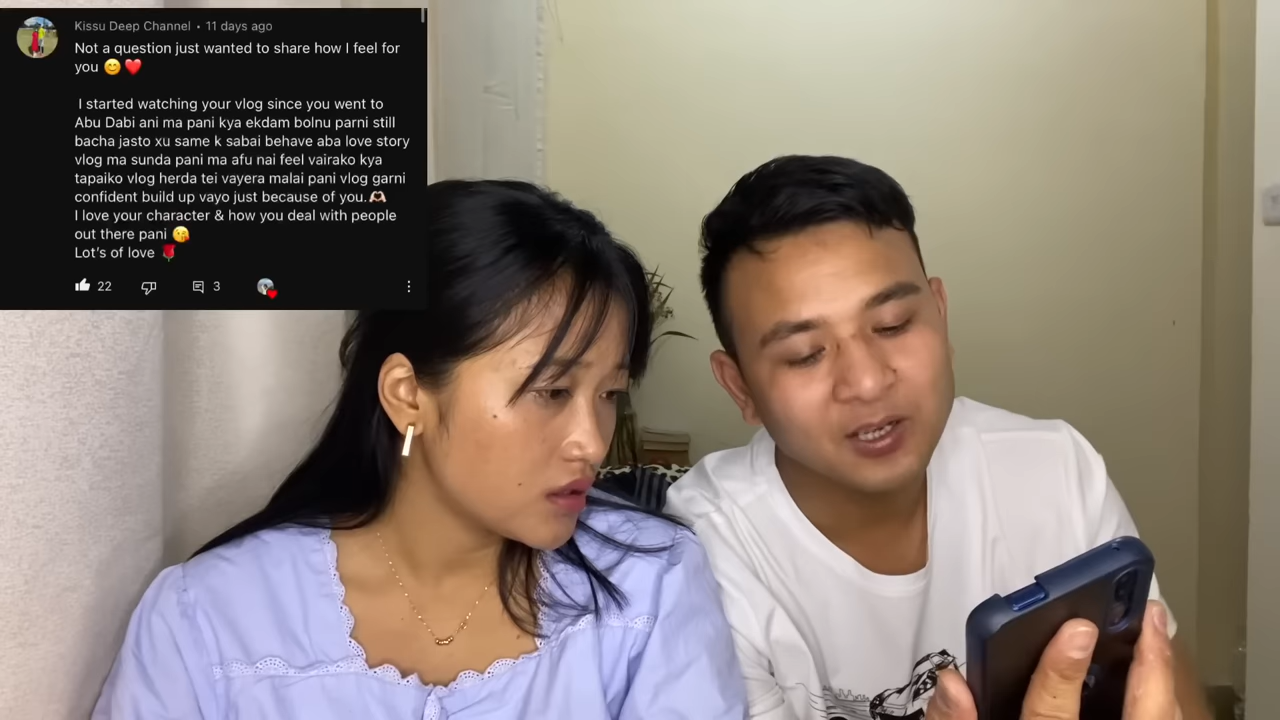 Kissu Deep Channel • 11 days ago
Not a question just wanted to share how I feel for
you 😊❤️
I started watching your vlog since you went to
Abu Dabi ani ma pani kya ekdam bolnu parni still
bacha jasto xu same k sabai behave aba love story
vlog ma sunda pani ma afu nai feel vairako kya
tapaiko vlog herda tei vayera malai pani vlog garni
confident build up vayo just because of you.🫶🏻
I love your character & how you deal with people
out there pani 😘
Lot's of love 🌹
22 3